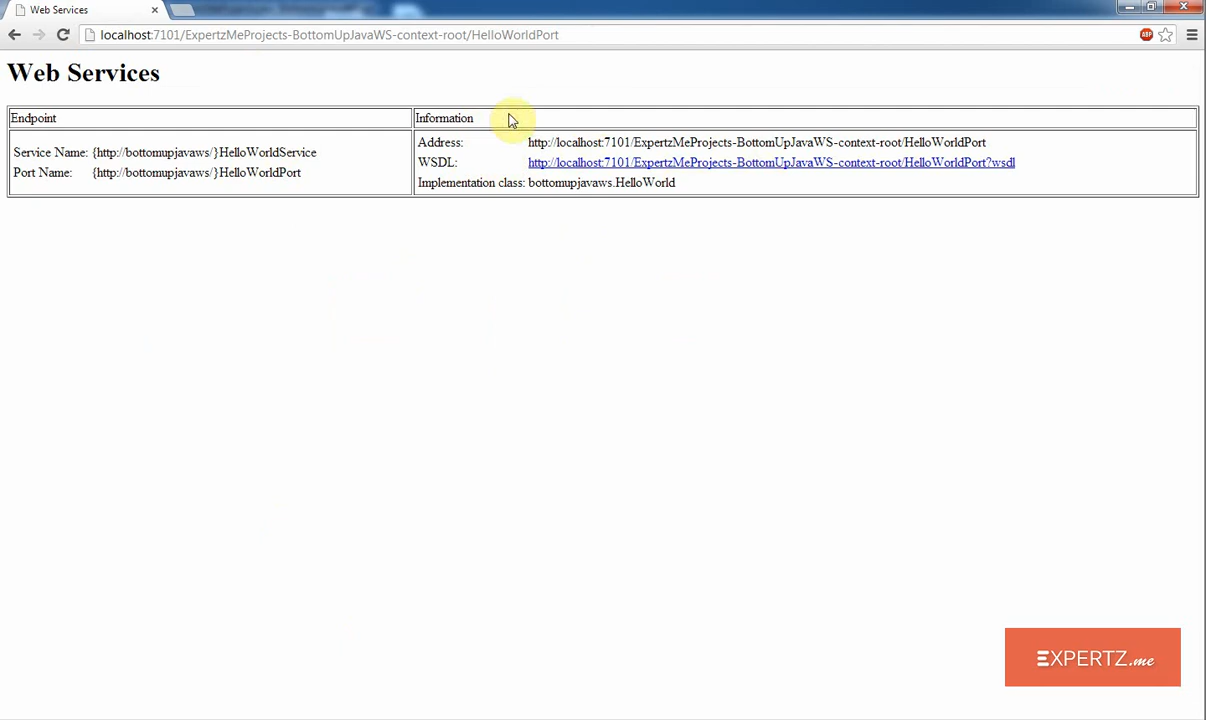 Web Services
localhost:7101/ExpertzMeProjects-BottomUpJavaWS-context-root/HelloWorldPort
ABP
Web Services
Endpoint
Information
Service Name: {http://bottomupjavaws/}HelloWorldService
Port Name: {http://bottomupjavaws/}HelloWorldPort
Address: http://localhost:7101/ExpertzMeProjects-BottomUpJavaWS-context-root/HelloWorldPort
WSDL: http://localhost:7101/ExpertzMeProjects-BottomUpJavaWS-context-root/HelloWorldPort?wsdl
Implementation class: bottomupjavaws.HelloWorld
EXPERTZ.me